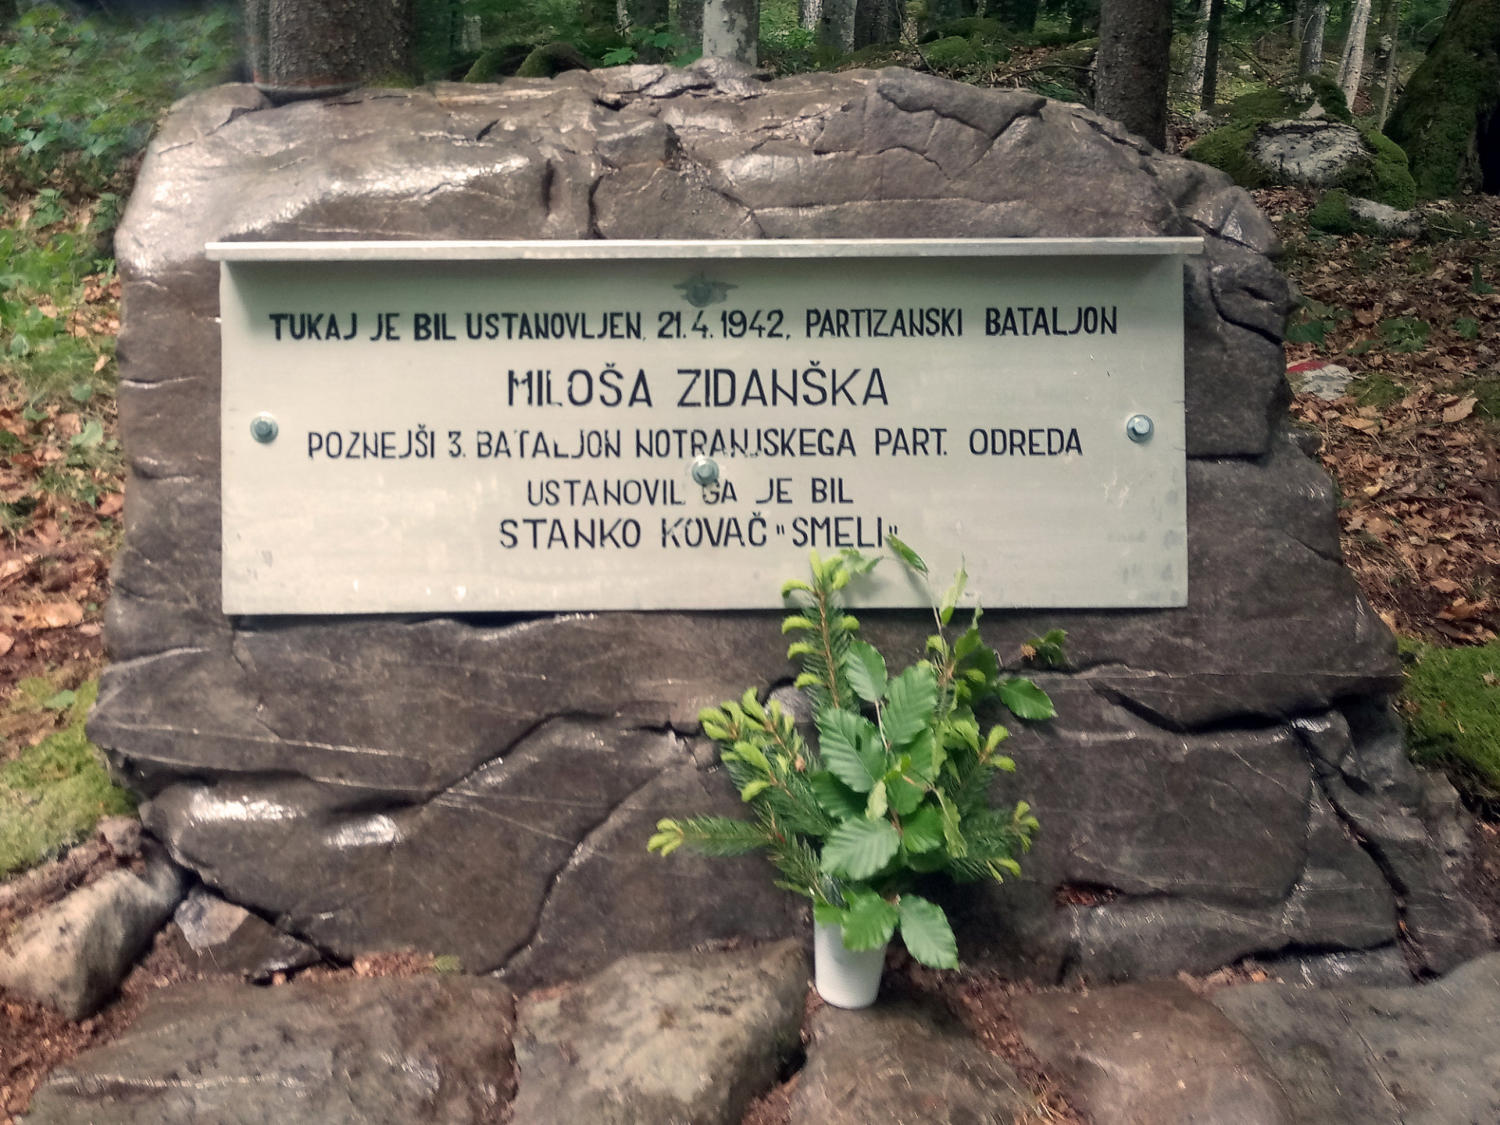 TUKAJ JE BIL USTANOVLJEN, 21.4.1942, PARTIZANSKI BATALJON
MILOŠA ZIDANŠKA
POZNEJŠI 3. BATALJON NOTRANJSKEGA PART. ODREDA
USTANOVIL GA JE BIL
STANKO KOVAČ "SMELI"